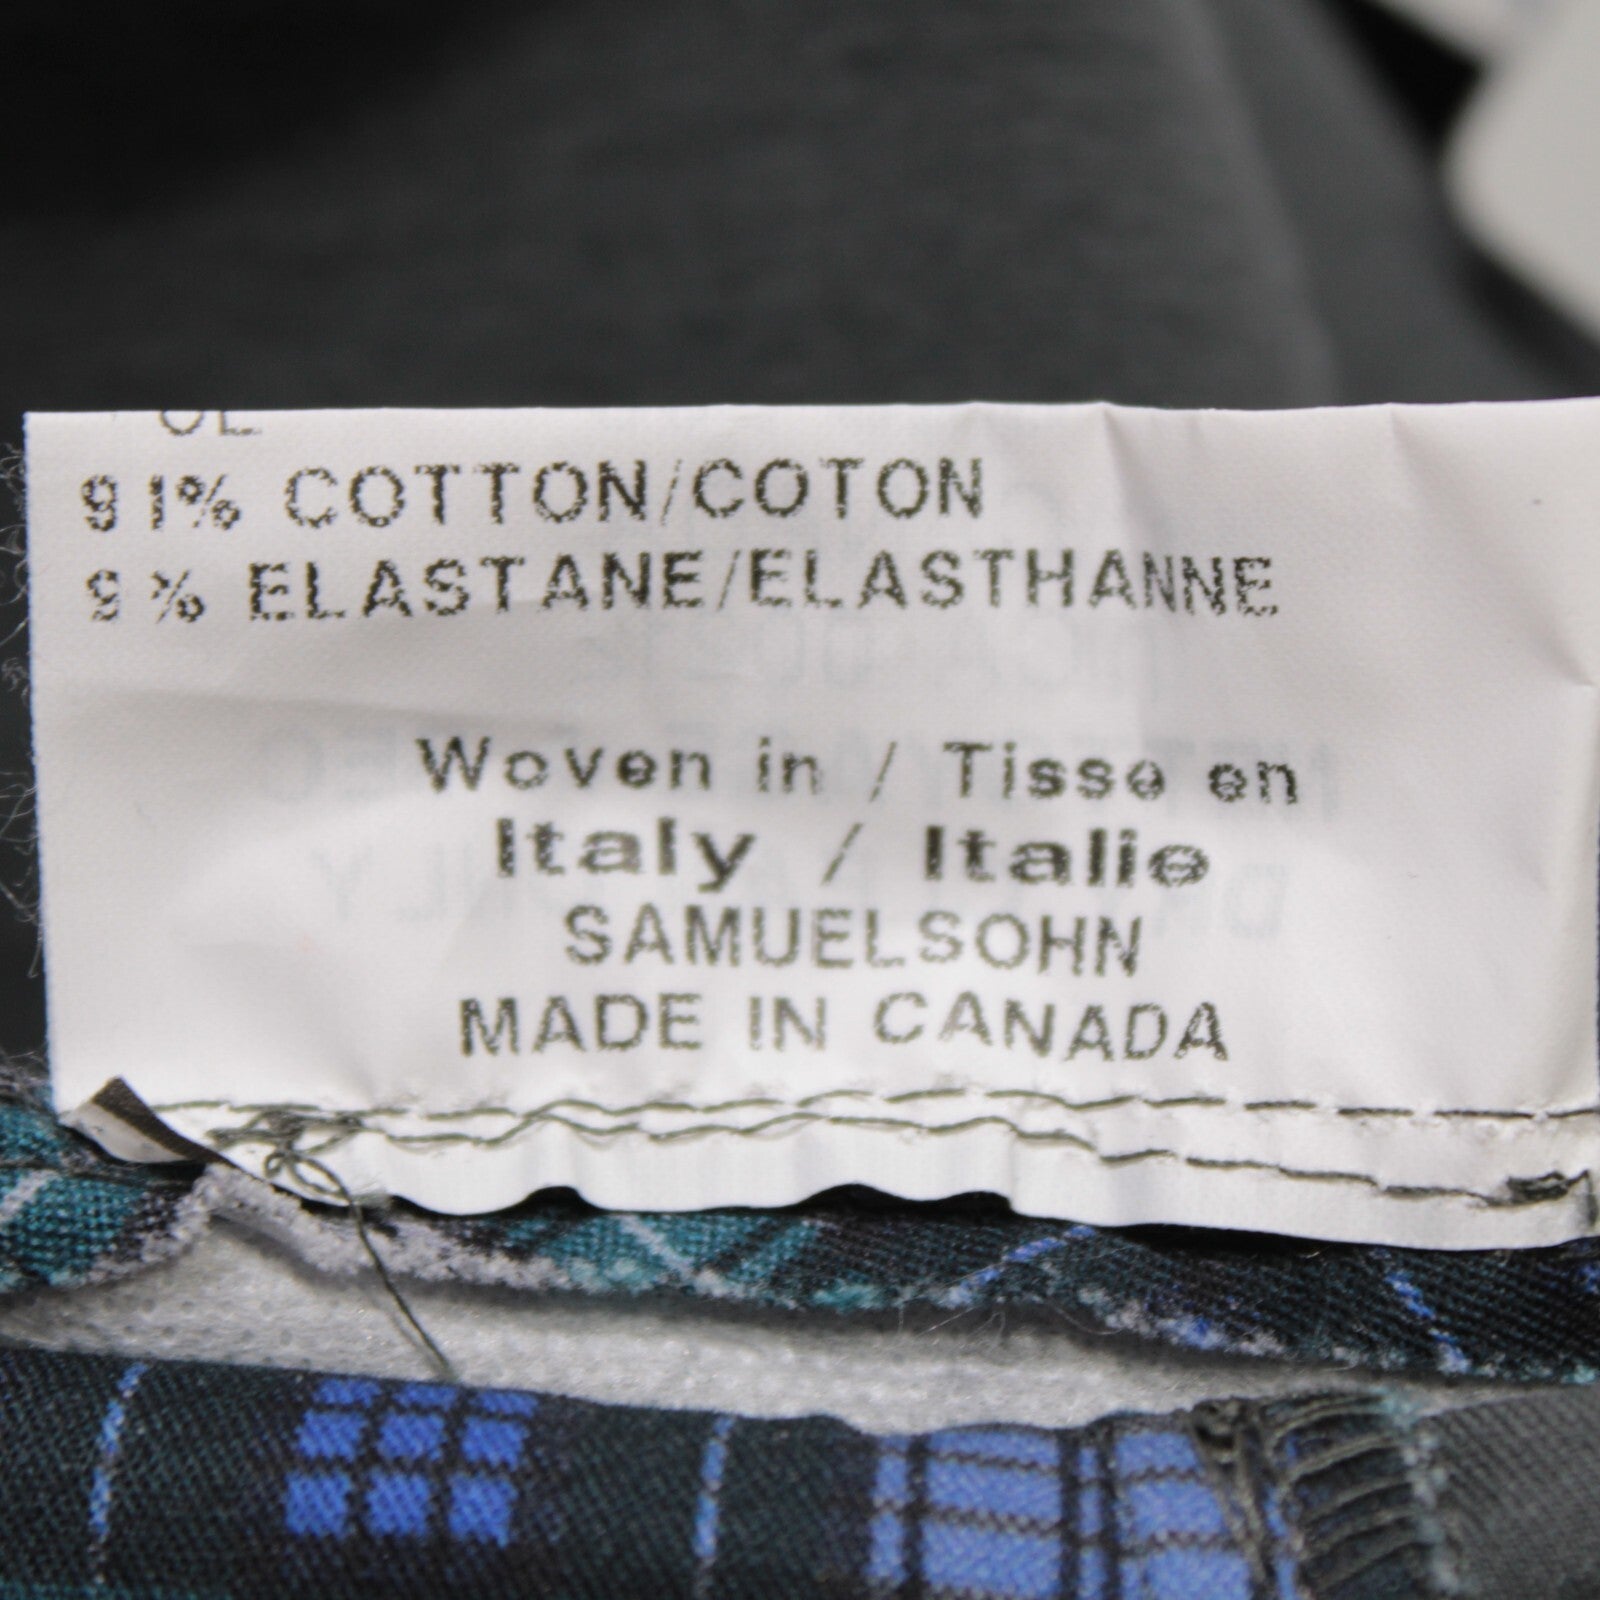 91% COTTON/COTON
9% ELASTANE/ELASTHANNE
Woven in / Tisse en
Italy / Italie
SAMUELSOHN
MADE IN CANADA